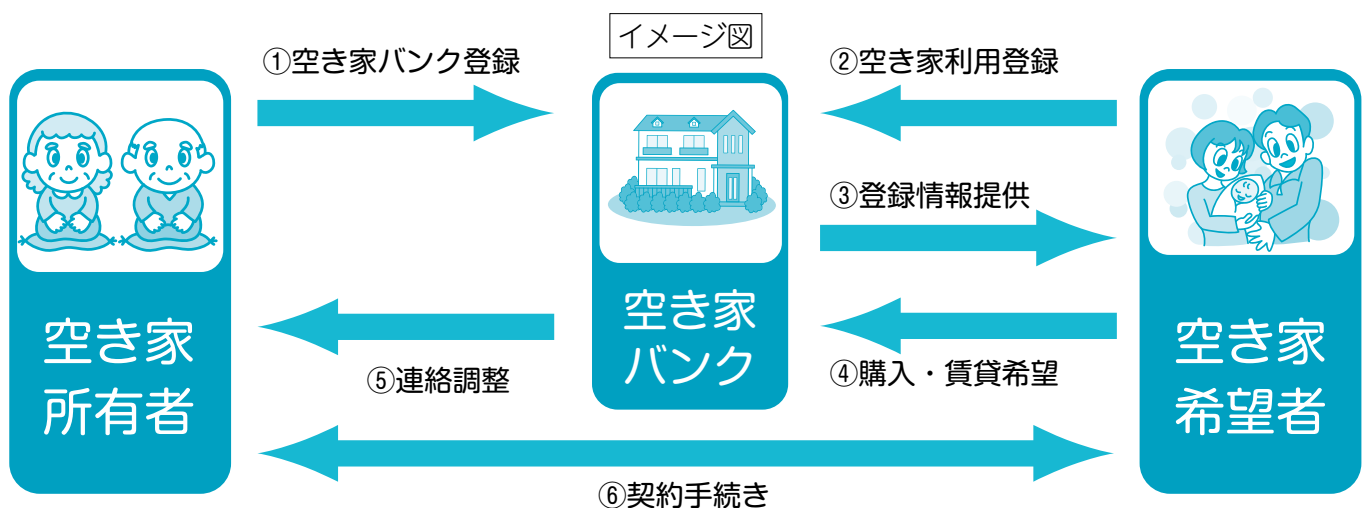 イメージ図
①空き家バンク登録
②空き家利用登録
③登録情報提供
空き家
所有者
空き家
バンク
空き家
希望者
⑤連絡調整
④購入・賃貸希望
⑥契約手続き